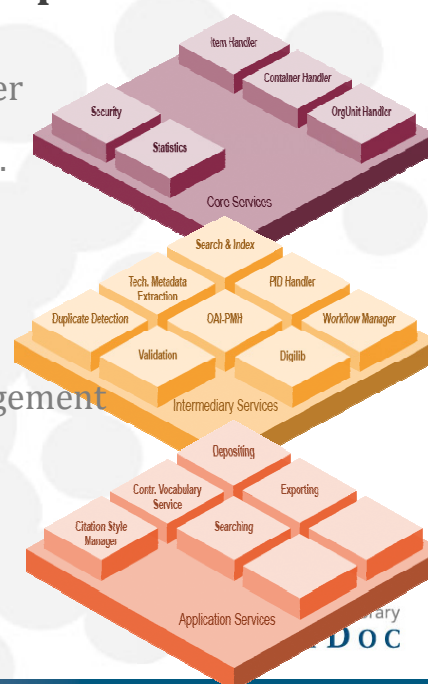 er
.
Item Handler
Container Handler
OrgUnit Handler
Security
Statistics
Core Services
Search & Index
Tech. Metadata
Extraction
PID Handler
Duplicate Detection
OAI-PMH
Workflow Manager
Validation
Digilib
gement
Intermediary Services
Depositing
Contr. Vocabulary
Service
Exporting
Citation Style
Manager
Searching
Application Services
rary
DOC